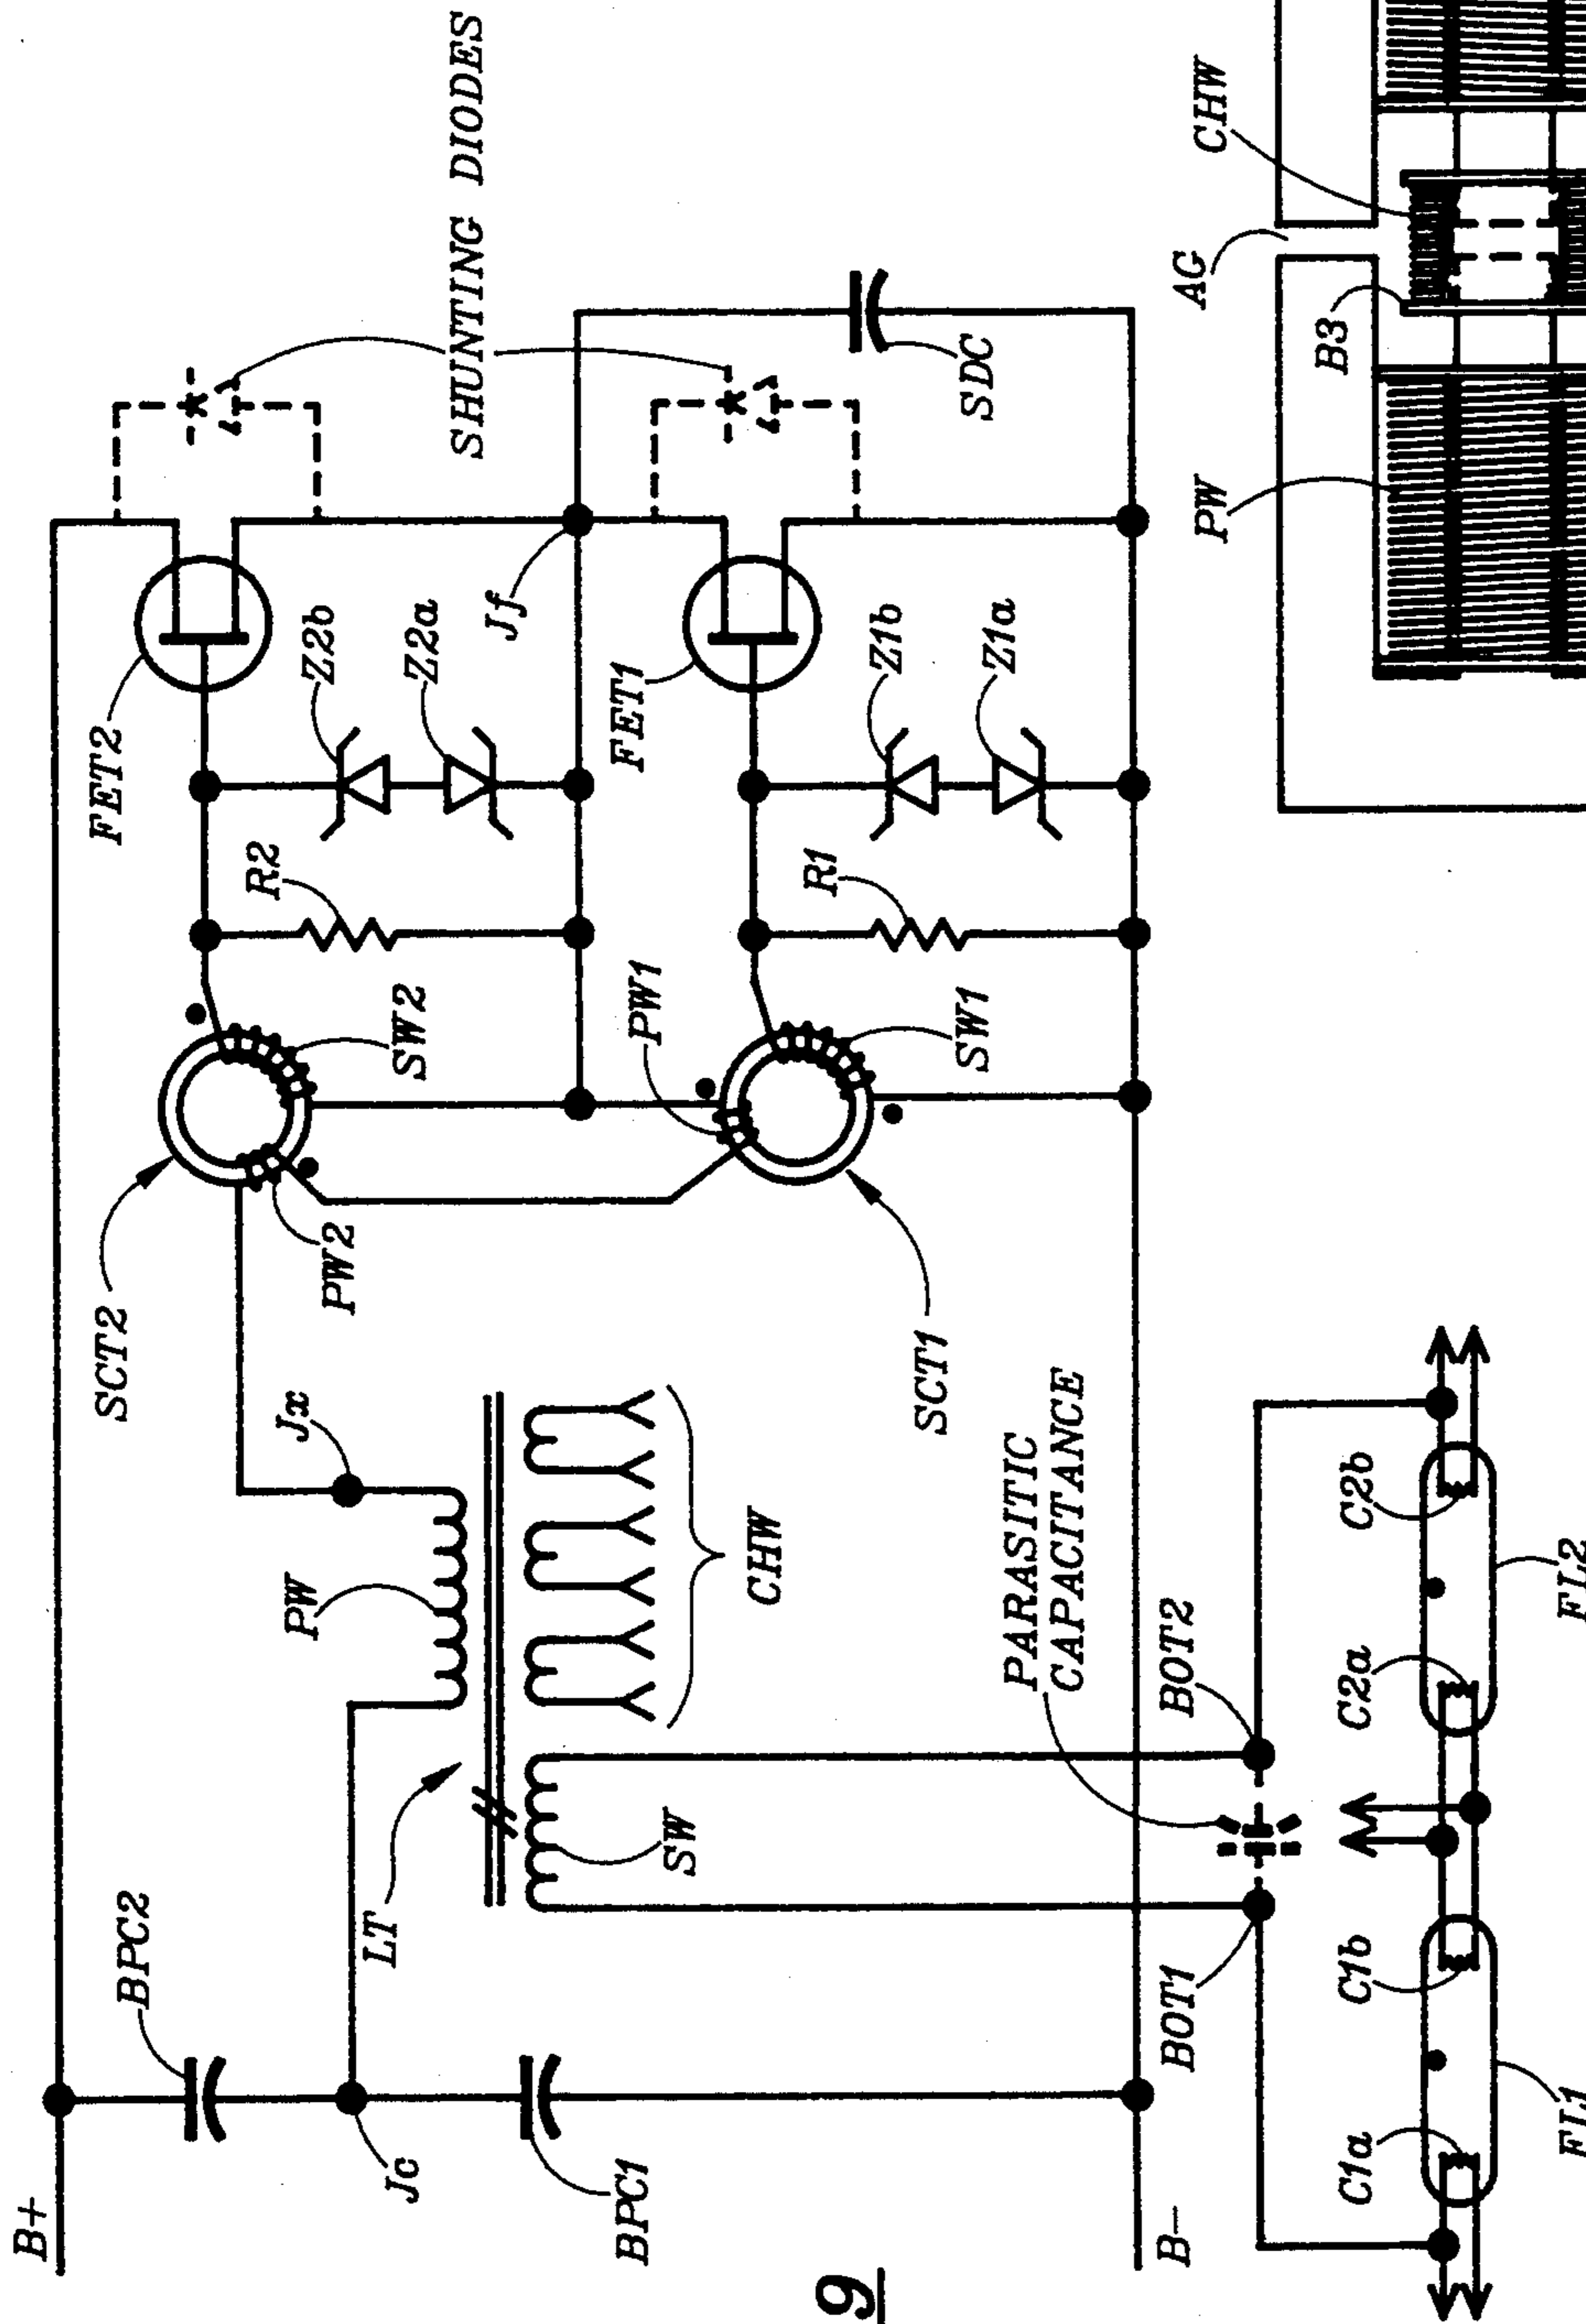 B+
BPC2
Jc
BPC1
B-
LT
PW
Jx
SW
CHW
SCT2
PW2
SW2
PW1
SW1
SCT1
R2
R1
FET2
Z2b
Z2a
Jf
FET1
Z1b
Z1a
SHUNTING DIODES
SDC
PARASITIC
CAPACITANCE
BOT1
BOT2
C1a
C1b
C2a
C2b
FL1
FL2
9
PW
B3
AG
CHW